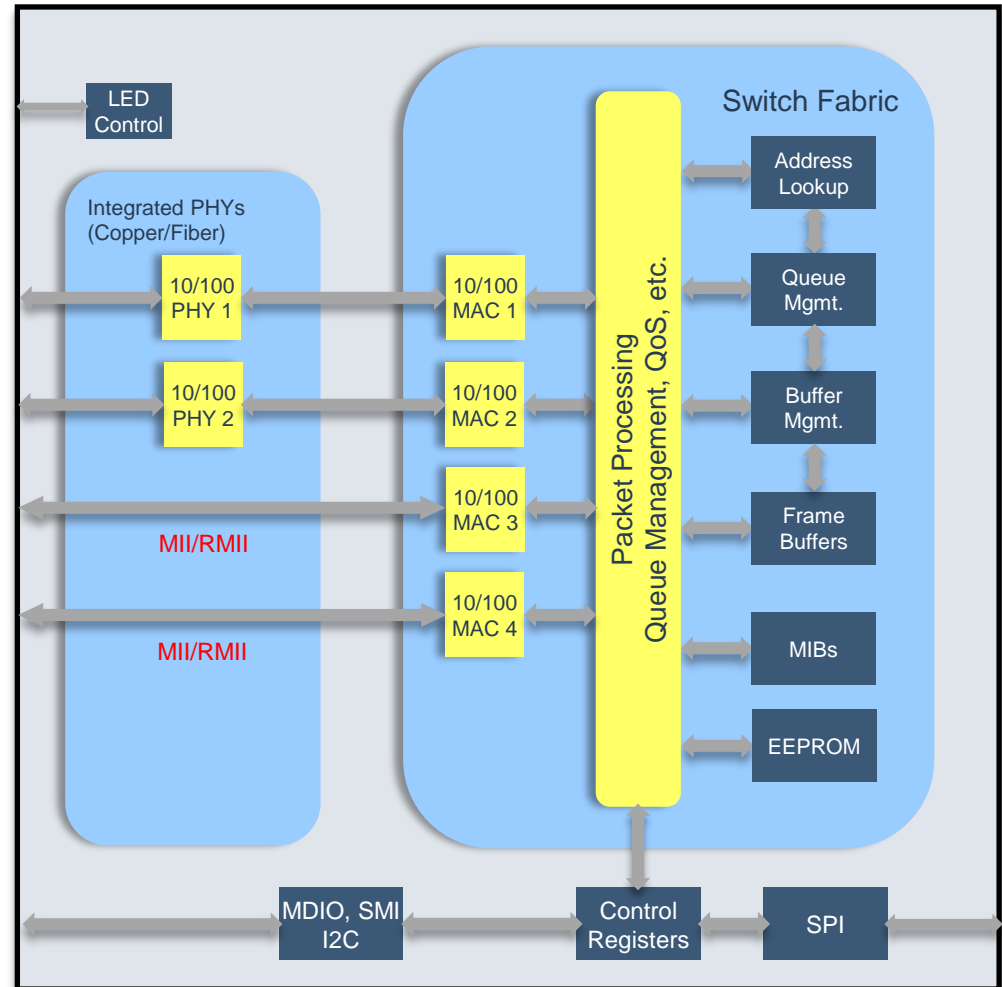 LED
Control
Switch Fabric
Integrated PHYs
(Copper/Fiber)
10/100
PHY 1
10/100
PHY 2
MII/RMII
MII/RMII
10/100
MAC 1
10/100
MAC 2
10/100
MAC 3
10/100
MAC 4
Packet Processing
Queue Management, QoS, etc.
Address
Lookup
Queue
Mgmt.
Buffer
Mgmt.
Frame
Buffers
MIBs
EEPROM
MDIO, SMI
I2C
Control
Registers
SPI